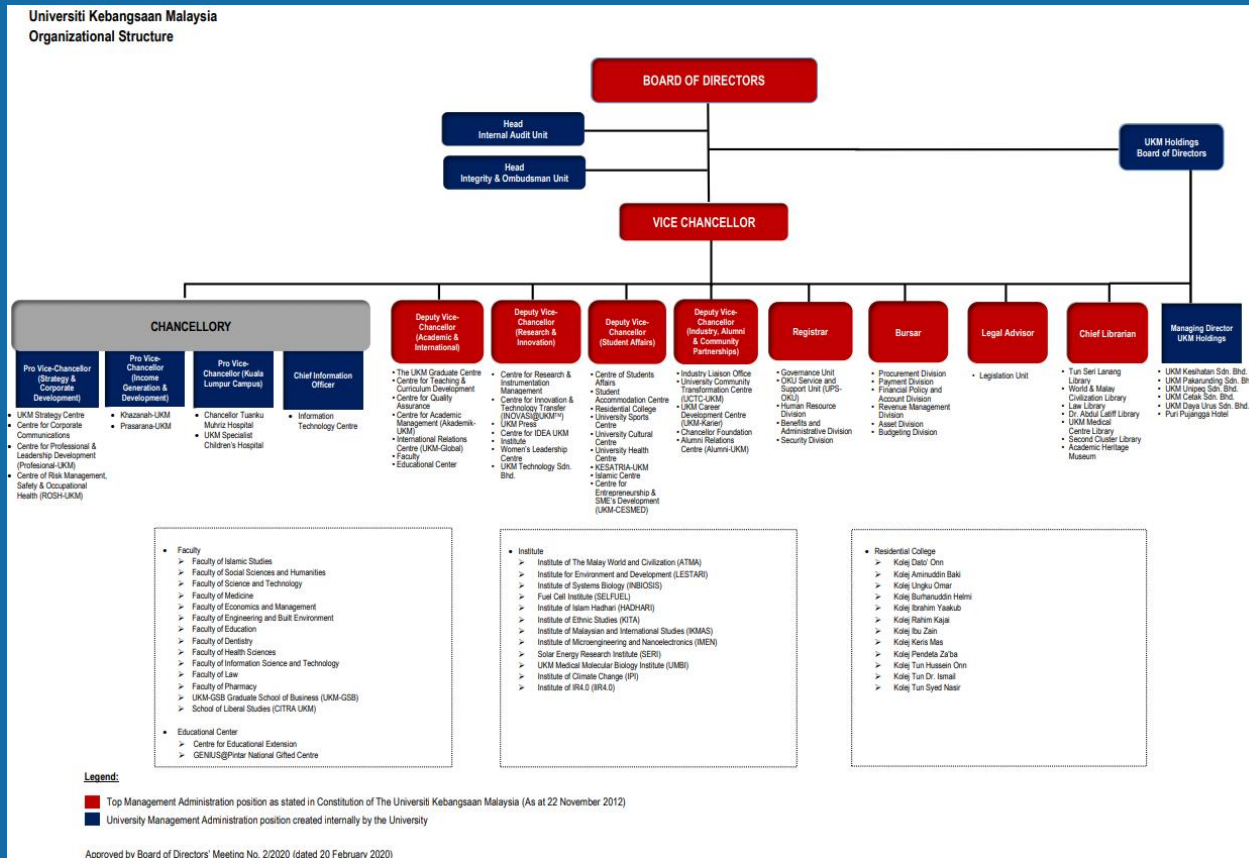 Universiti Kebangsaan Malaysia
Organizational Structure
BOARD OF DIRECTORS
Head
Internal Audit Unit
Head
Integrity & Ombudsman Unit
UKM Holdings
Board of Directors
VICE CHANCELLOR
CHANCELLORY
Pro Vice-Chancellor
(Strategy &
Corporate
Development)
• UKM Strategy Centre
• Centre for Corporate
Communications
• Centre for Professional &
Leadership Development
(Profesional-UKM)
• Centre of Risk Management,
Safety & Occupational
Health (ROSH-UKM)
Pro Vice-
Chancellor
(Income
Generation &
Development)
• Khazanah-UKM
• Prasarana-UKM
Pro Vice-
Chancellor (Kuala
Lumpur Campus)
• Chancellor Tuanku
Muhriz Hospital
• UKM Specialist
Children's Hospital
Chief Information
Officer
• Information
Technology Centre
Deputy Vice-
Chancellor
(Academic &
International)
• The UKM Graduate Centre
• Centre for Teaching &
Curriculum Development
• Centre for Quality
Assurance
• Centre for Academic
Management (Akademik-
UKM)
• International Relations
Centre (UKM-Global)
• Faculty
• Educational Center
Deputy Vice-
Chancellor
(Research &
Innovation)
• Centre for Research &
Instrumentation
Management
• Centre for Innovation &
Technology Transfer
(INOVASI@UKM™)
• UKM Press
• Centre for IDEA UKM
• Institute
• Women's Leadership
Centre
• UKM Technology Sdn.
Bhd.
Deputy Vice-
Chancellor
(Student Affairs)
• Centre of Students
Affairs
• Student
Accommodation Centre
• Residential College
• University Sports
Centre
• University Cultural
Centre
• University Health
Centre
• KESATRIA-UKM
• Islamic Centre
• Centre for
Entrepreneurship &
SME's Development
(UKM-CESMED)
Deputy Vice-
Chancellor
(Industry, Alumni
& Community
Partnerships)
• Industry Liaison Office
• University Community
Transformation Centre
(UCTC-UKM)
• UKM Career
Development Centre
(UKM-Karier)
• Chancellor Foundation
• Alumni Relations
Centre (Alumni-UKM)
Registrar
• Governance Unit
• OKU Service and
Support Unit (UPS-
OKU)
• Human Resource
Division
• Benefits and
Administrative Division
• Security Division
Bursar
• Procurement Division
• Payment Division
• Financial Policy and
Account Division
• Revenue Management
Division
• Asset Division
• Budgeting Division
Legal Advisor
• Legislation Unit
Chief Librarian
• Tun Seri Lanang
Library
• World & Malay
Civilization Library
• Law Library
• Dr. Abdul Latiff Library
• UKM Medical
Centre Library
• Second Cluster Library
• Academic Heritage
Museum
Managing Director
UKM Holdings
• UKM Kesihatan Sdn. Bhd.
• UKM Pakarunding Sdn. Bh
• UKM Unipeq Sdn. Bhd.
• UKM Cetak Sdn. Bhd.
• UKM Daya Urus Sdn. Bhd.
• Puri Pujangga Hotel
• Faculty
➢ Faculty of Islamic Studies
➢ Faculty of Social Sciences and Humanities
➢ Faculty of Science and Technology
➢ Faculty of Medicine
➢ Faculty of Economics and Management
➢ Faculty of Engineering and Built Environment
➢ Faculty of Education
➢ Faculty of Dentistry
➢ Faculty of Health Sciences
➢ Faculty of Information Science and Technology
➢ Faculty of Law
➢ Faculty of Pharmacy
➢ UKM-GSB Graduate School of Business (UKM-GSB)
➢ School of Liberal Studies (CITRA UKM)
• Educational Center
➢ Centre for Educational Extension
➢ GENIUS@Pintar National Gifted Centre
• Institute
➢ Institute of The Malay World and Civilization (ATMA)
➢ Institute for Environment and Development (LESTARI)
➢ Institute of Systems Biology (INBIOSIS)
➢ Fuel Cell Institute (SELFUEL)
➢ Institute of Islam Hadhari (HADHARI)
➢ Institute of Ethnic Studies (KITA)
➢ Institute of Malaysian and International Studies (IKMAS)
➢ Institute of Microengineering and Nanoelectronics (IMEN)
➢ Solar Energy Research Institute (SERI)
➢ UKM Medical Molecular Biology Institute (UMBI)
➢ Institute of Climate Change (IPI)
➢ Institute of IR4.0 (IIR4.0)
• Residential College
➢ Kolej Dato' Onn
➢ Kolej Aminuddin Baki
➢ Kolej Ungku Omar
➢ Kolej Burhanuddin Helmi
➢ Kolej Ibrahim Yaakub
➢ Kolej Rahim Kajai
➢ Kolej Ibu Zain
➢ Kolej Keris Mas
➢ Kolej Pendeta Za'ba
➢ Kolej Tun Hussein Onn
➢ Kolej Tun Dr. Ismail
➢ Kolej Tun Syed Nasir
Legend:
Top Management Administration position as stated in Constitution of The Universiti Kebangsaan Malaysia (As at 22 November 2012)
University Management Administration position created internally by the University
Approved by Board of Directors' Meeting No. 2/2020 (dated 20 February 2020)